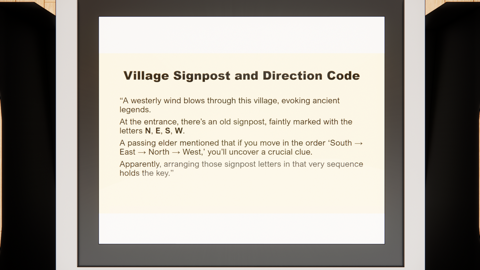 Village Signpost and Direction Code
“A westerly wind blows through this village, evoking ancient
legends.
At the entrance, there’s an old signpost, faintly marked with the
letters N, E, S, W.
A passing elder mentioned that if you move in the order ‘South →
East → North → West,’ you’ll uncover a crucial clue.
Apparently, arranging those signpost letters in that very sequence
holds the key.”